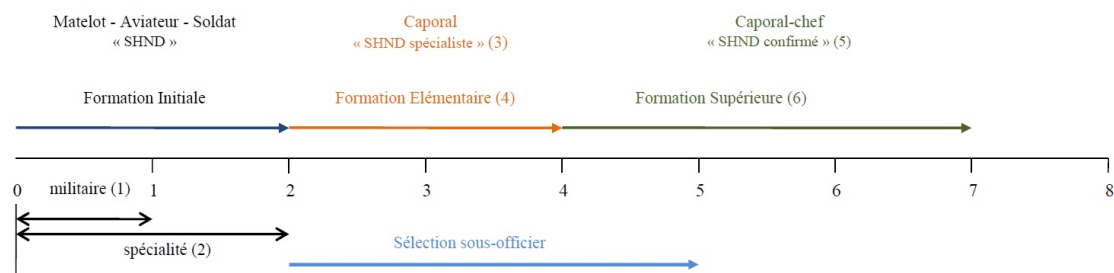 Matelot - Aviateur - Soldat
« SHND »
Caporal
« SHND spécialiste » (3)
Caporal-chef
« SHND confirmé » (5)
Formation Initiale
Formation Elémentaire (4)
Formation Supérieure (6)
0 1 2 3 4 5 6 7 8
militaire (1)
spécialité (2)
Sélection sous-officier